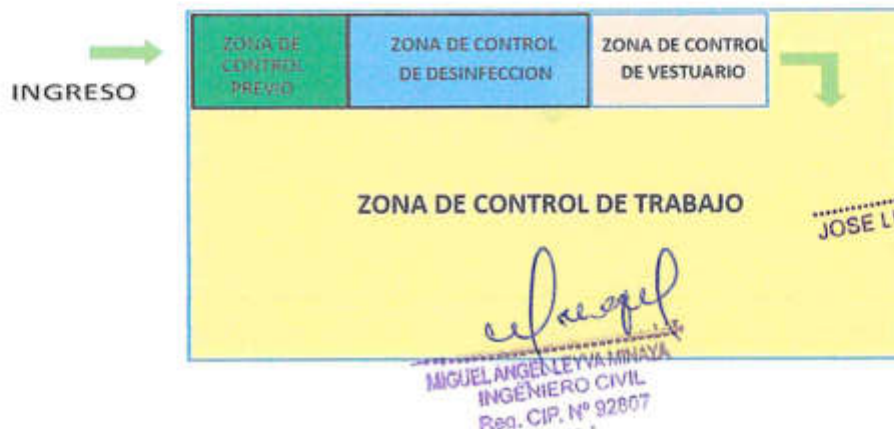 INGRESO
ZONA DE
CONTROL
PREVIO
ZONA DE CONTROL
DE DESINFECCION
ZONA DE CONTROL
DE VESTUARIO
ZONA DE CONTROL DE TRABAJO
JOSE L
MIGUEL ANGEL LEYVA MINAYA
INGENIERO CIVIL
Reg. CIP. Nº 92807